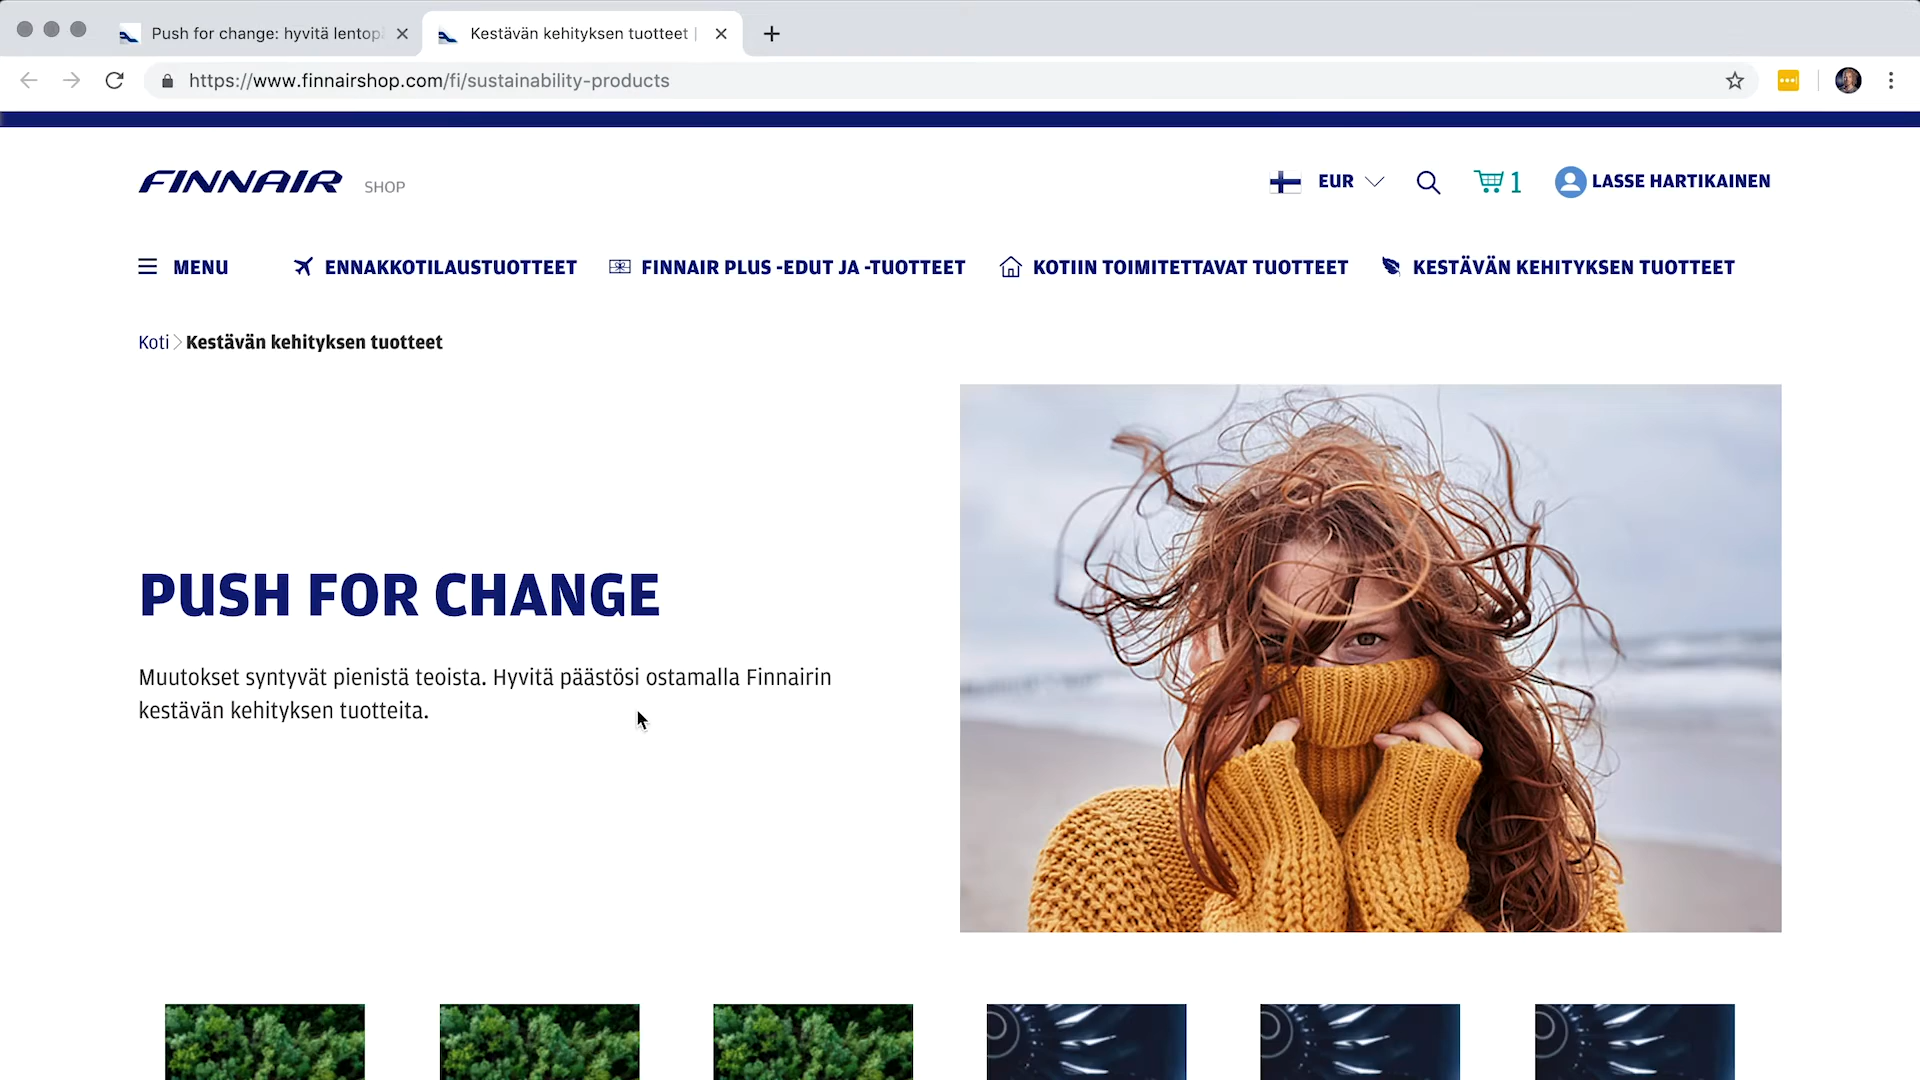 Push for change: hyvitä lentop
Kestävän kehityksen tuotteet |
https://www.finnairshop.com/fi/sustainability-products
FINNAIR SHOP
EUR
1
LASSE HARTIKAINEN
MENU
ENNAKKOTILAUSTUOTTEET
FINNAIR PLUS -EDUT JA -TUOTTEET
KOTIIN TOIMITETTAVAT TUOTTEET
KESTÄVÄN KEHITYKSEN TUOTTEET
Koti
Kestävän kehityksen tuotteet
PUSH FOR CHANGE
Muutokset syntyvät pienistä teoista. Hyvitä päästösi ostamalla Finnairin
kestävän kehityksen tuotteita.